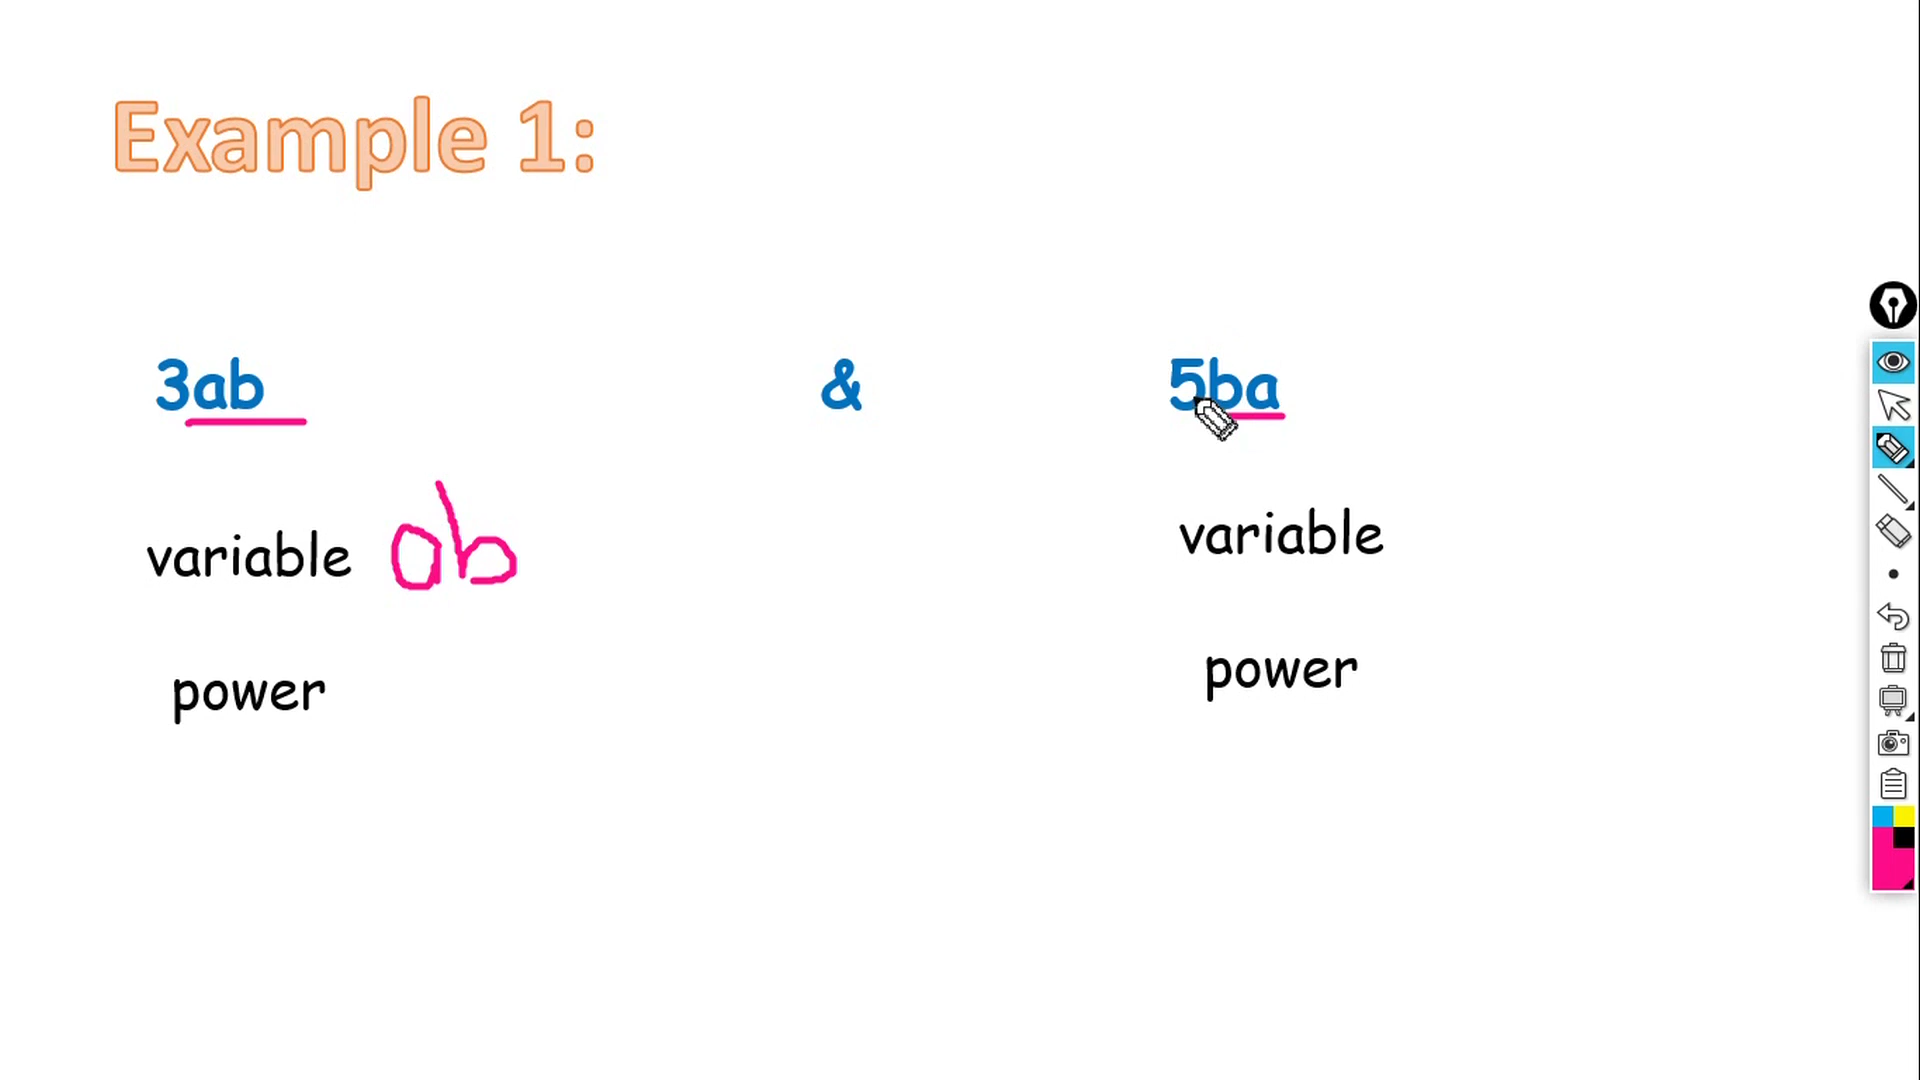 Example 1:
3ab & 5ba
variable ab variable
power power